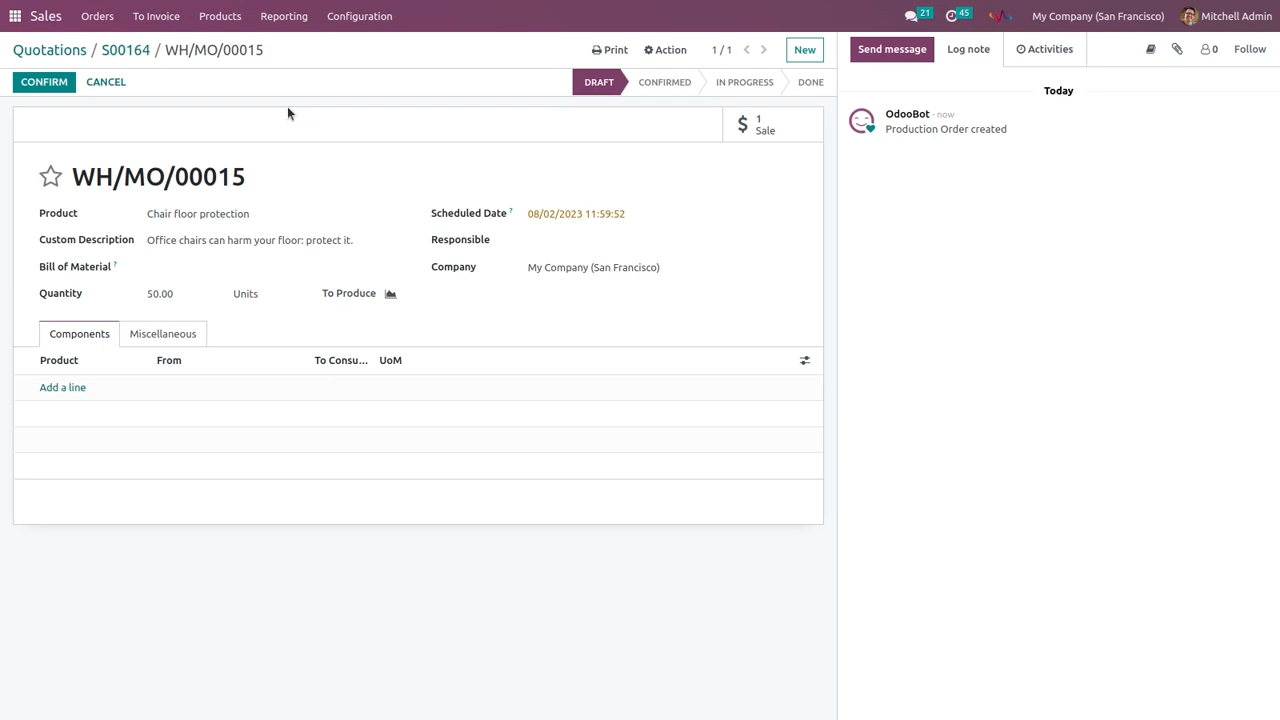 Sales Orders To Invoice Products Reporting Configuration 21 45 My Company (San Francisco) Mitchell Admin
Quotations / S00164 / WH/MO/00015 Print Action 1 / 1 New Send message Log note Activities 0 Follow
CONFIRM CANCEL DRAFT CONFIRMED IN PROGRESS DONE
Today
$ 1 Sale
OdooBot - now
Production Order created
WH/MO/00015
Product Chair floor protection Scheduled Date ? 08/02/2023 11:59:52
Custom Description Office chairs can harm your floor: protect it. Responsible
Bill of Material ? Company My Company (San Francisco)
Quantity 50.00 Units To Produce
Components Miscellaneous
Product From To Consu... UoM
Add a line